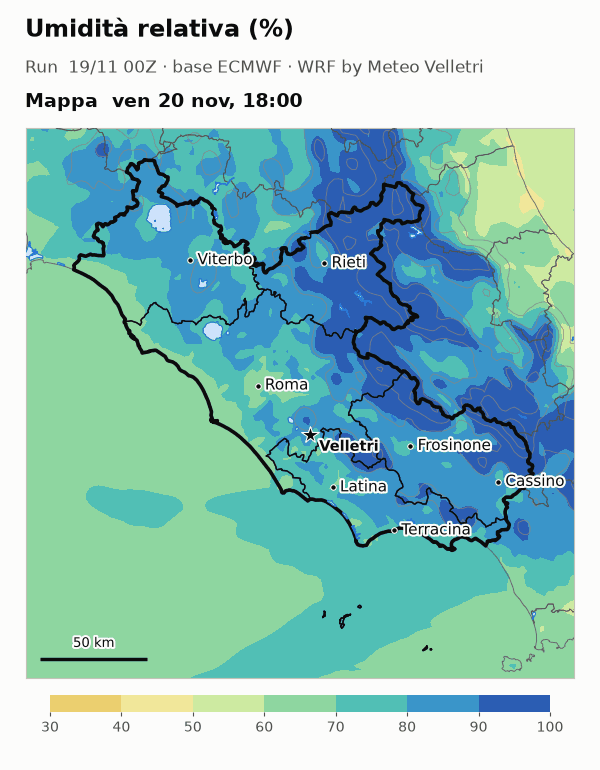 Umidità relativa (%)
Run 19/11 00Z · base ECMWF · WRF by Meteo Velletri
Mappa ven 20 nov, 18:00
Viterbo
Rieti
Roma
Velletri
Frosinone
Cassino
Latina
Terracina
50 km
30 40 50 60 70 80 90 100